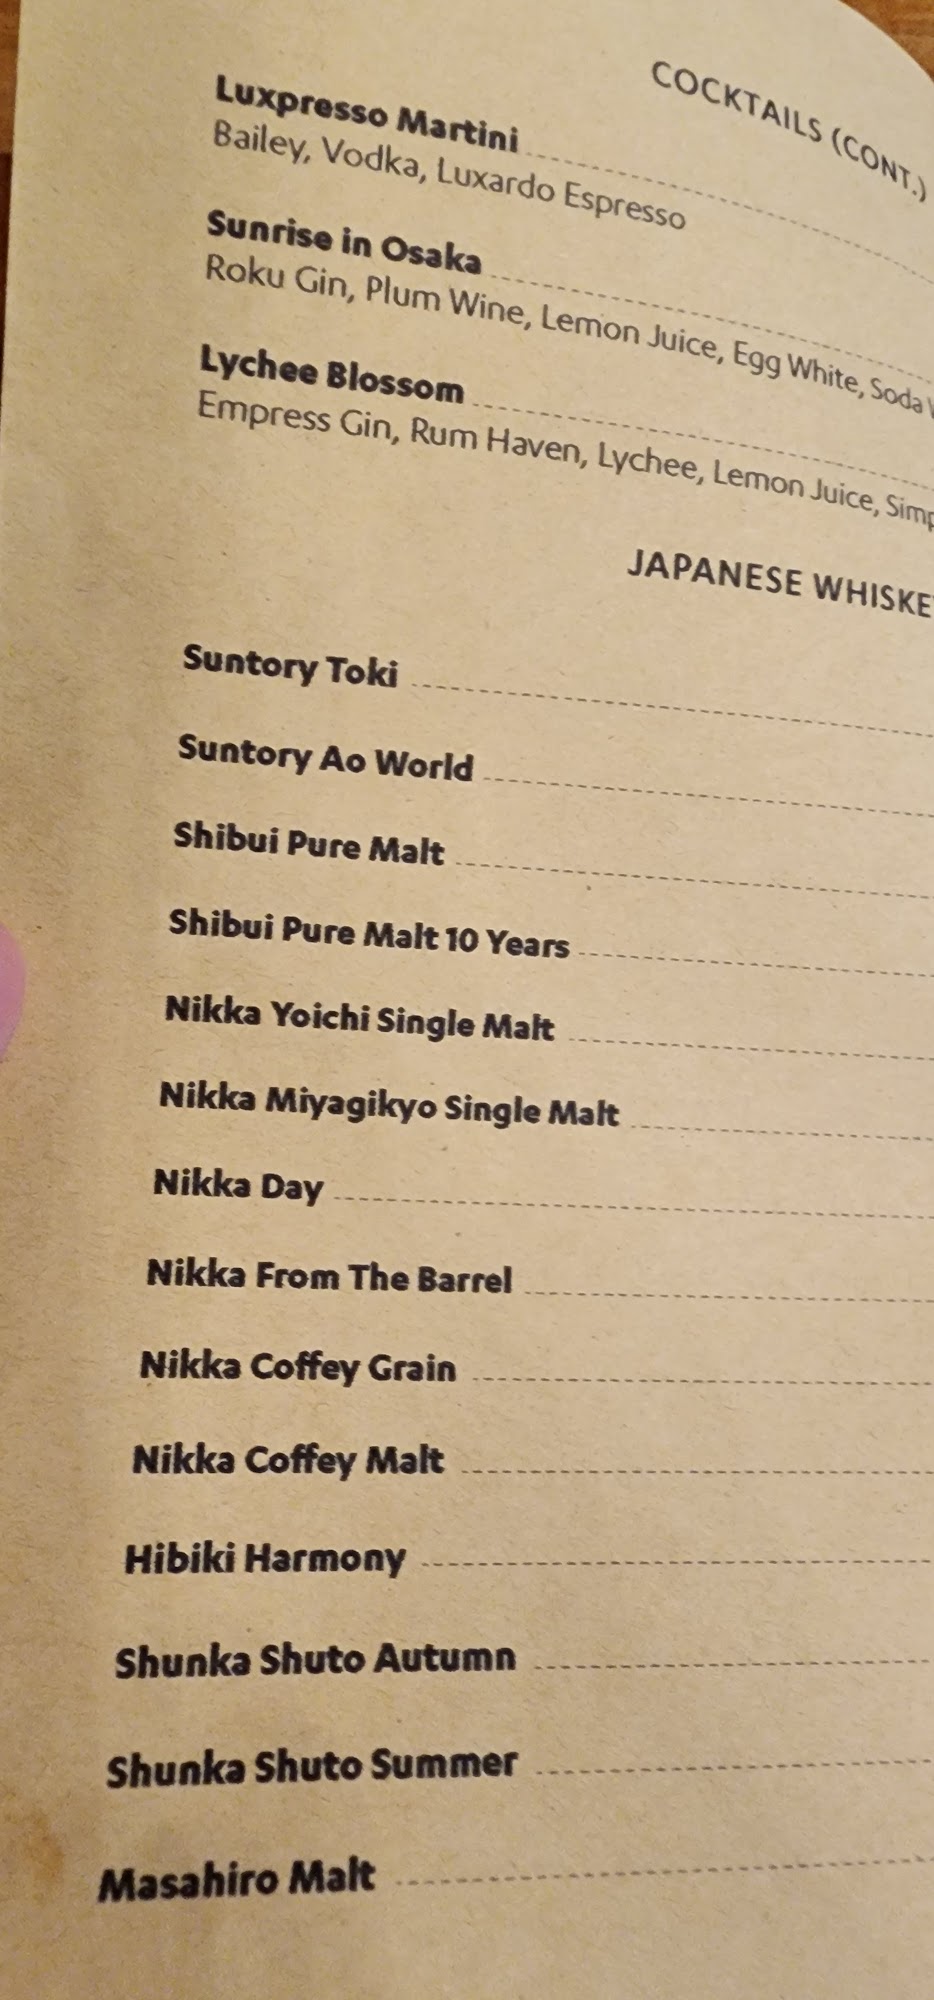 COCKTAILS (CONT.)
Luxpresso Martini
Bailey, Vodka, Luxardo Espresso
Sunrise in Osaka
Roku Gin, Plum Wine, Lemon Juice, Egg White, Soda
Lychee Blossom
Empress Gin, Rum Haven, Lychee, Lemon Juice,
JAPANESE
Suntory Toki
Suntory Ao World
Shibui Pure Malt
Shibui Pure Malt 10 Years
Nikka Yoichi Single Malt
Nikka Miyagikyo Single Malt
Nikka Day
Nikka From The Barrel
Nikka Coffey Grain
Nikka Coffey Malt
Hibiki Harmony
Shunka Shuto Autumn
Shunka Shuto Summer
Masahiro Malt